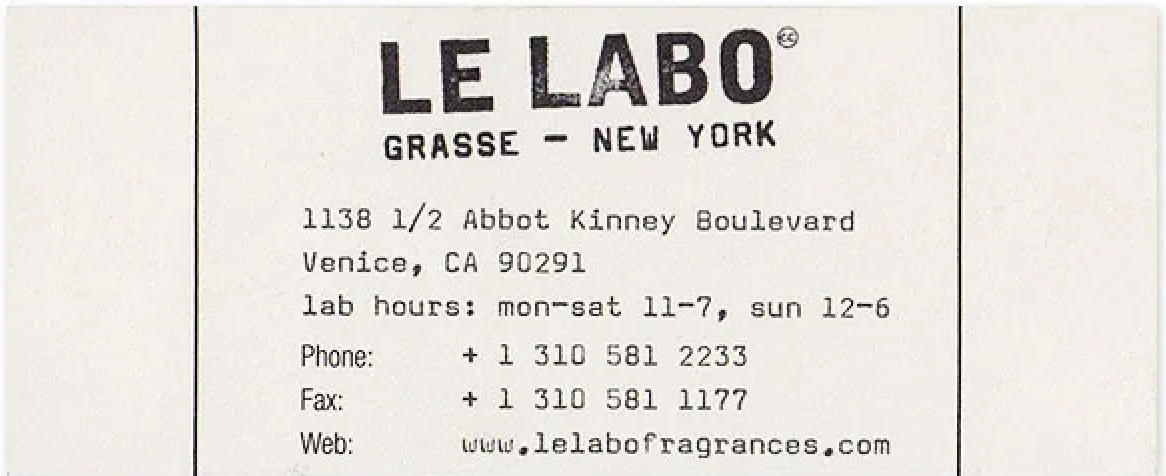 LE LABO
GRASSE — NEW YORK
1138 1/2 Abbot Kinney Boulevard
Venice, CA 90291
lab hours: mon-sat 11-7, sun 12-6
Phone: + 1 310 581 2233
Fax: + 1 310 581 1177
Web: www.lelabofragrances.com